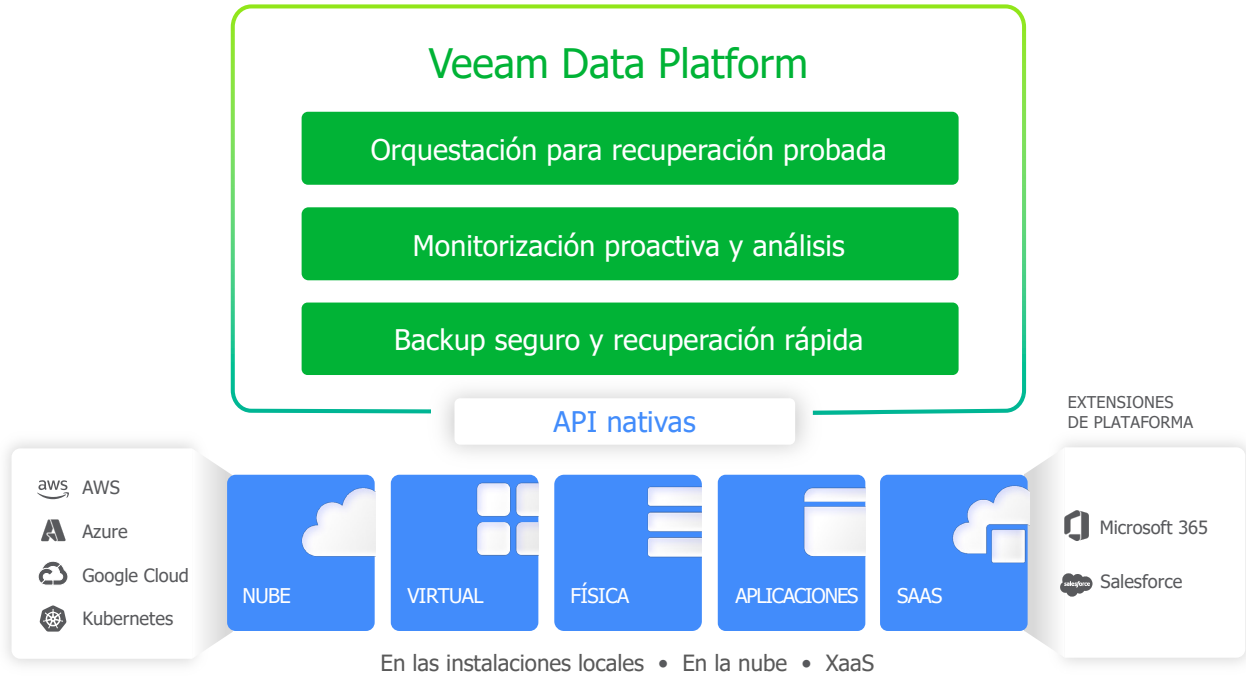 Veeam Data Platform
Orquestación para recuperación probada
Monitorización proactiva y análisis
Backup seguro y recuperación rápida
API nativas
EXTENSIONES
DE PLATAFORMA
aws AWS
Azure
Google Cloud
Kubernetes
NUBE
VIRTUAL
FÍSICA
APLICACIONES
SAAS
Microsoft 365
salesforce Salesforce
En las instalaciones locales • En la nube • XaaS